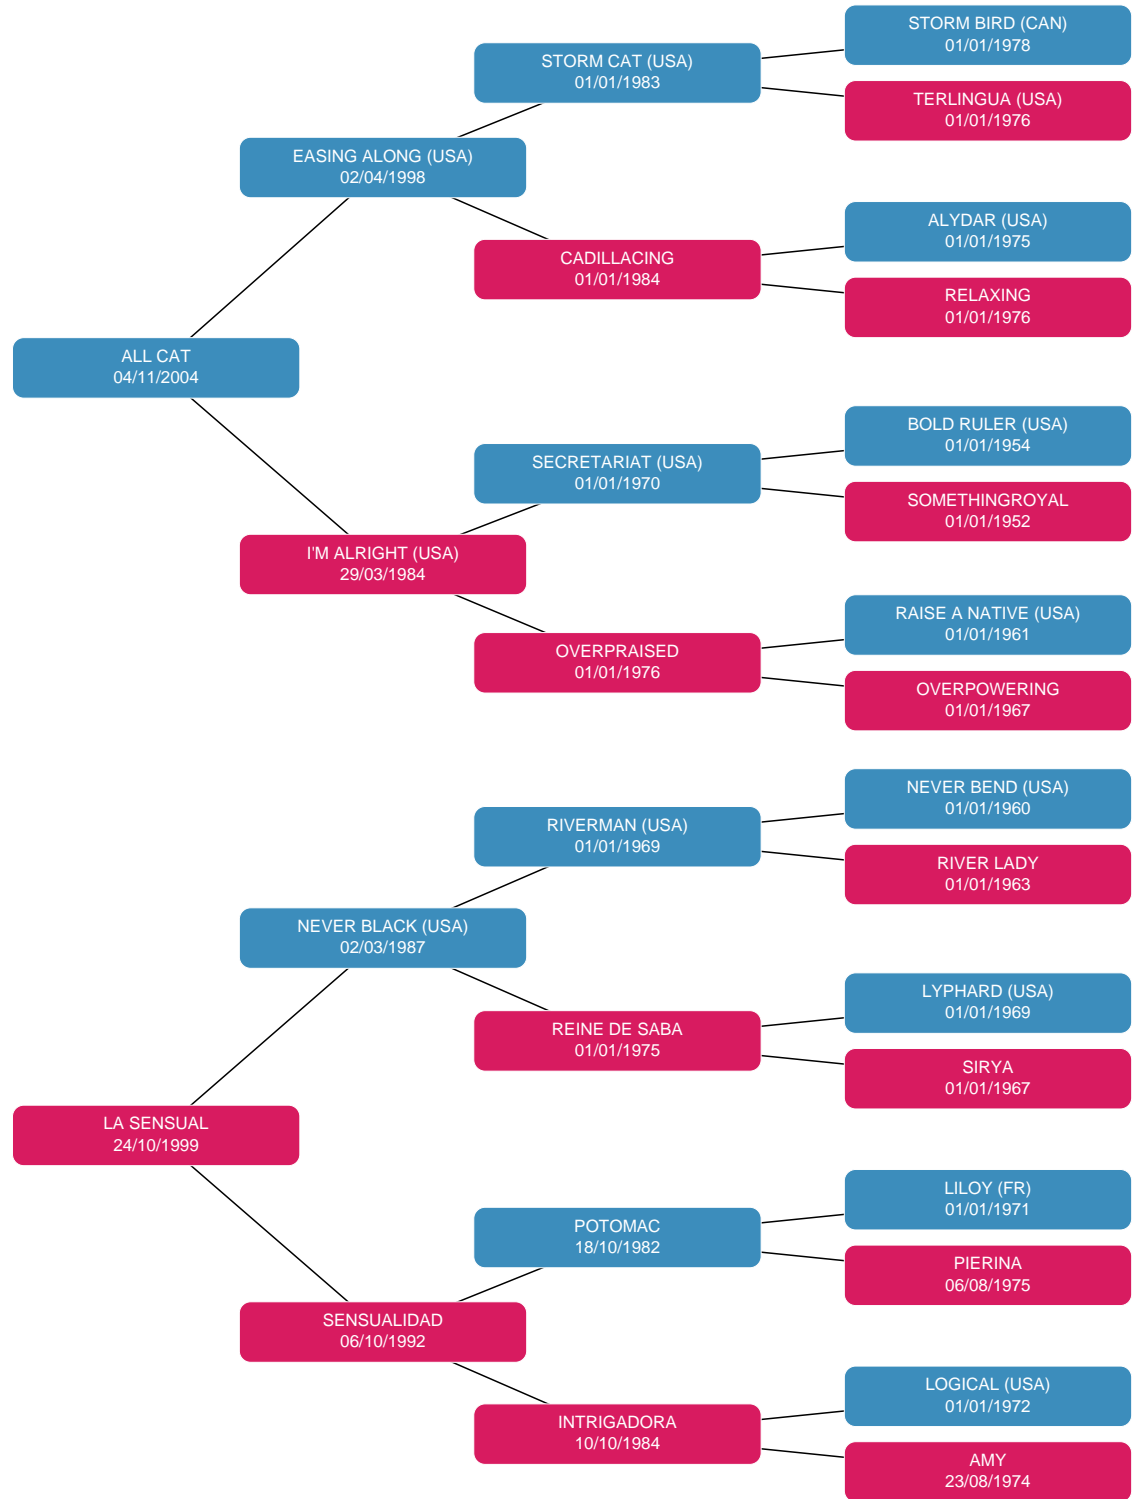 STORM BIRD (CAN)
01/01/1978
STORM CAT (USA)
01/01/1983
TERLINGUA (USA)
01/01/1976
EASING ALONG (USA)
02/04/1998
ALYDAR (USA)
01/01/1975
CADILLACING
01/01/1984
RELAXING
01/01/1976
ALL CAT
04/11/2004
BOLD RULER (USA)
01/01/1954
SECRETARIAT (USA)
01/01/1970
SOMETHINGROYAL
01/01/1952
I'M ALRIGHT (USA)
29/03/1984
RAISE A NATIVE (USA)
01/01/1961
OVERPRAISED
01/01/1976
OVERPOWERING
01/01/1967
NEVER BEND (USA)
01/01/1960
RIVERMAN (USA)
01/01/1969
RIVER LADY
01/01/1963
NEVER BLACK (USA)
02/03/1987
LYPHARD (USA)
01/01/1969
REINE DE SABA
01/01/1975
SIRYA
01/01/1967
LA SENSUAL
24/10/1999
LILOY (FR)
01/01/1971
POTOMAC
18/10/1982
PIERINA
06/08/1975
SENSUALIDAD
06/10/1992
LOGICAL (USA)
01/01/1972
INTRIGADORA
10/10/1984
AMY
23/08/1974